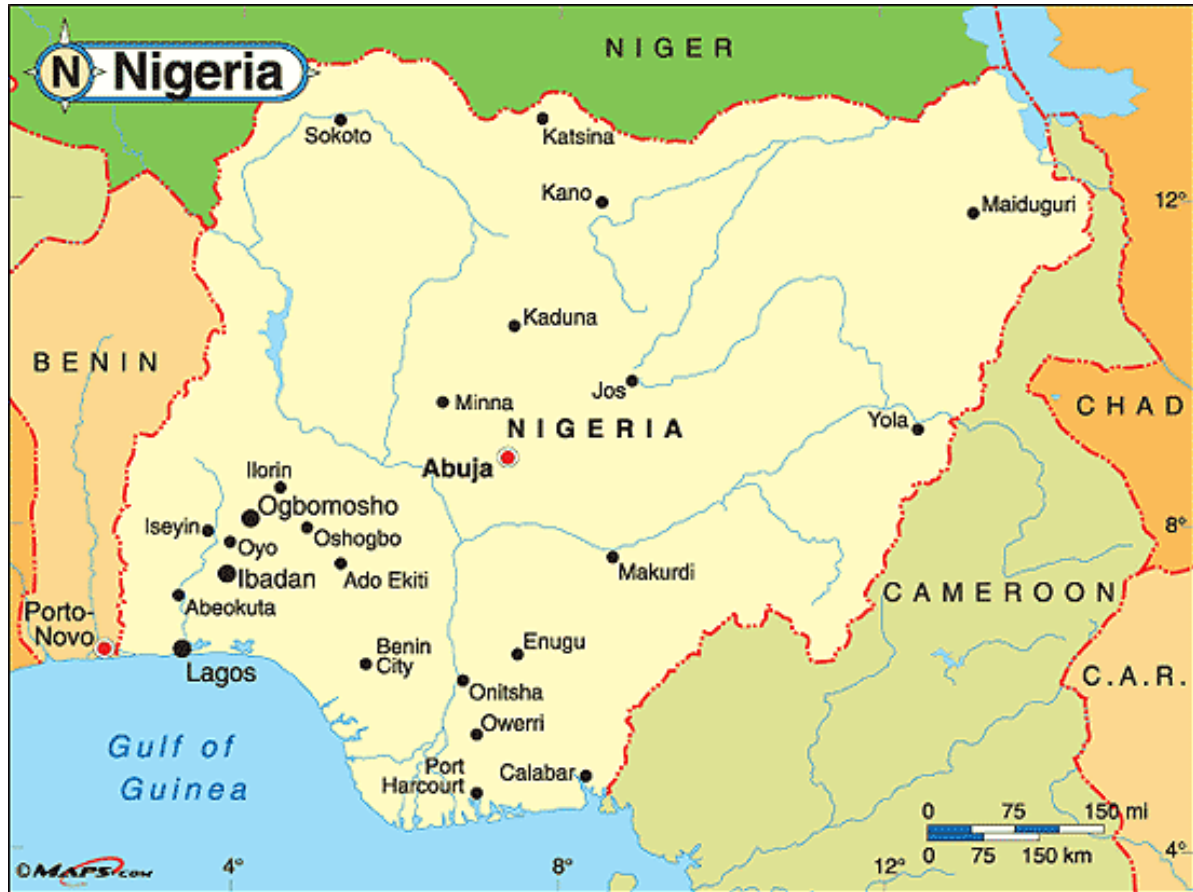 NIGER
N Nigeria
Sokoto
Katsina
Kano
Maiduguri
12°
Kaduna
BENIN
Jos
CHAD
Minna
NIGERIA
Yola
Abuja
Ilorin
Ogbomosho
Iseyin
Oshogbo
8°
Oyo
Makurdi
Ibadan
Ado Ekiti
CAMEROON
Abeokuta
Porto-
Novo
Enugu
Benin
City
Lagos
C.A.R.
Onitsha
Owerri
Gulf of
Guinea
Port
Harcourt
Calabar
0 75 150 mi
0 75 150 km
4°
4°
8°
12°
©MAPS.COM